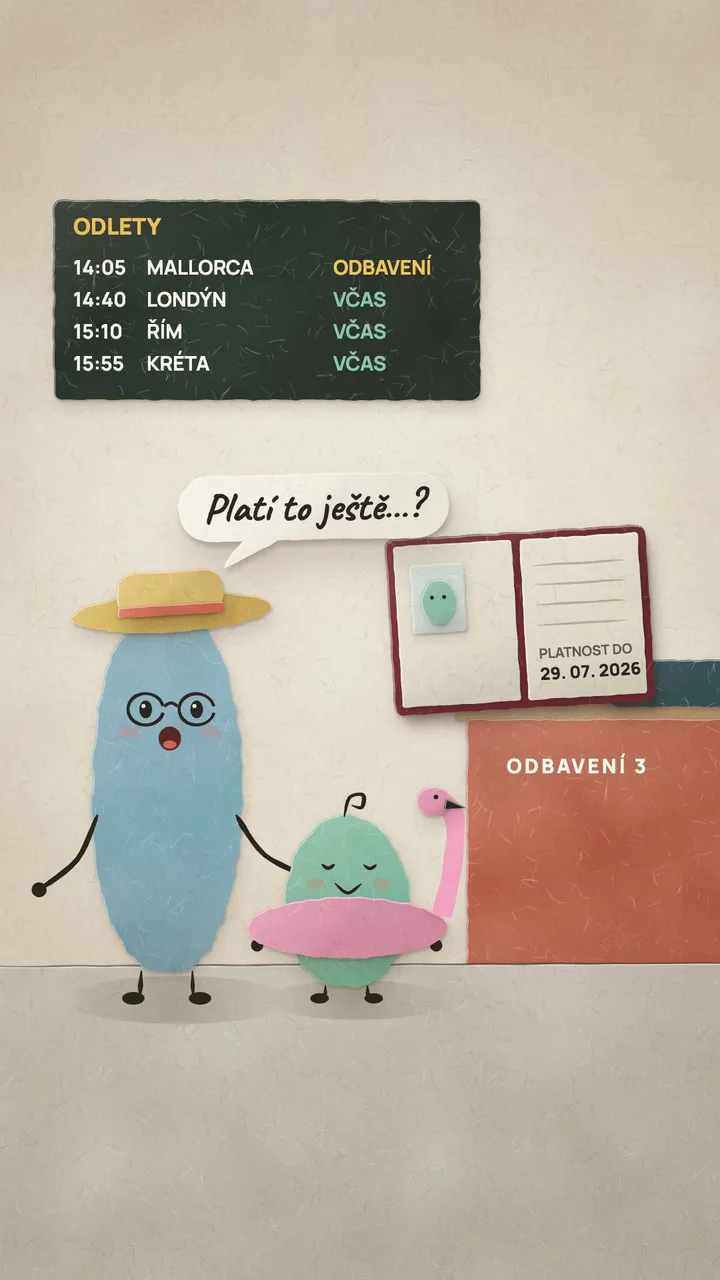 ODLETY
14:05 MALLORCA ODBAVENÍ
14:40 LONDÝN VČAS
15:10 ŘÍM VČAS
15:55 KRÉTA VČAS
Platí to ještě...?
PLATNOST DO
29. 07. 2026
ODBAVENÍ 3